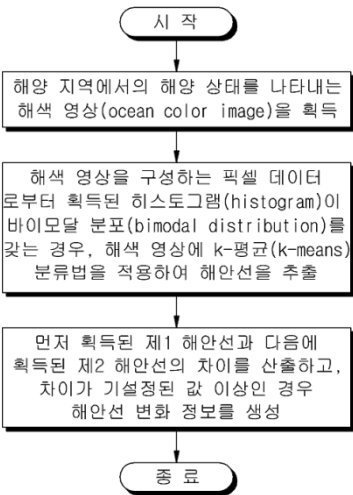 시 작
해양 지역에서의 해양 상태를 나타내는
해색 영상(ocean color image)을 획득
해색 영상을 구성하는 픽셀 데이터
로부터 획득된 히스토그램(histogram)이
바이모달 분포(bimodal distribution)를
갖는 경우, 해색 영상에 k-평균(k-means)
분류법을 적용하여 해안선을 추출
먼저 획득된 제1 해안선과 다음에
획득된 제2 해안선의 차이를 산출하고,
차이가 기설정된 값 이상인 경우
해안선 변화 정보를 생성
종 료